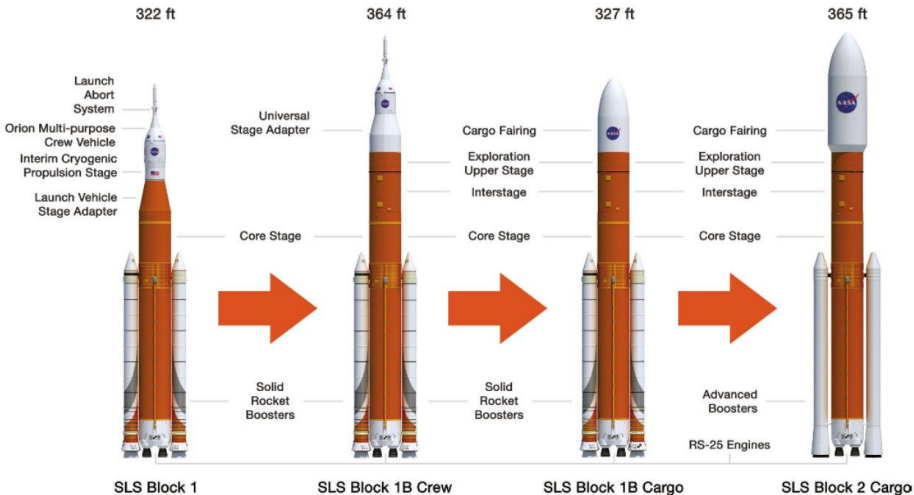 322 ft
364 ft
327 ft
365 ft
Launch
Abort
System
Orion Multi-purpose
Crew Vehicle
Interim Cryogenic
Propulsion Stage
Launch Vehicle
Stage Adapter
Universal
Stage Adapter
Cargo Fairing
Exploration
Upper Stage
Interstage
Cargo Fairing
Exploration
Upper Stage
Interstage
Core Stage
Core Stage
Core Stage
Solid
Rocket
Boosters
Solid
Rocket
Boosters
Advanced
Boosters
RS-25 Engines
NASA
SLS Block 1
SLS Block 1B Crew
SLS Block 1B Cargo
SLS Block 2 Cargo